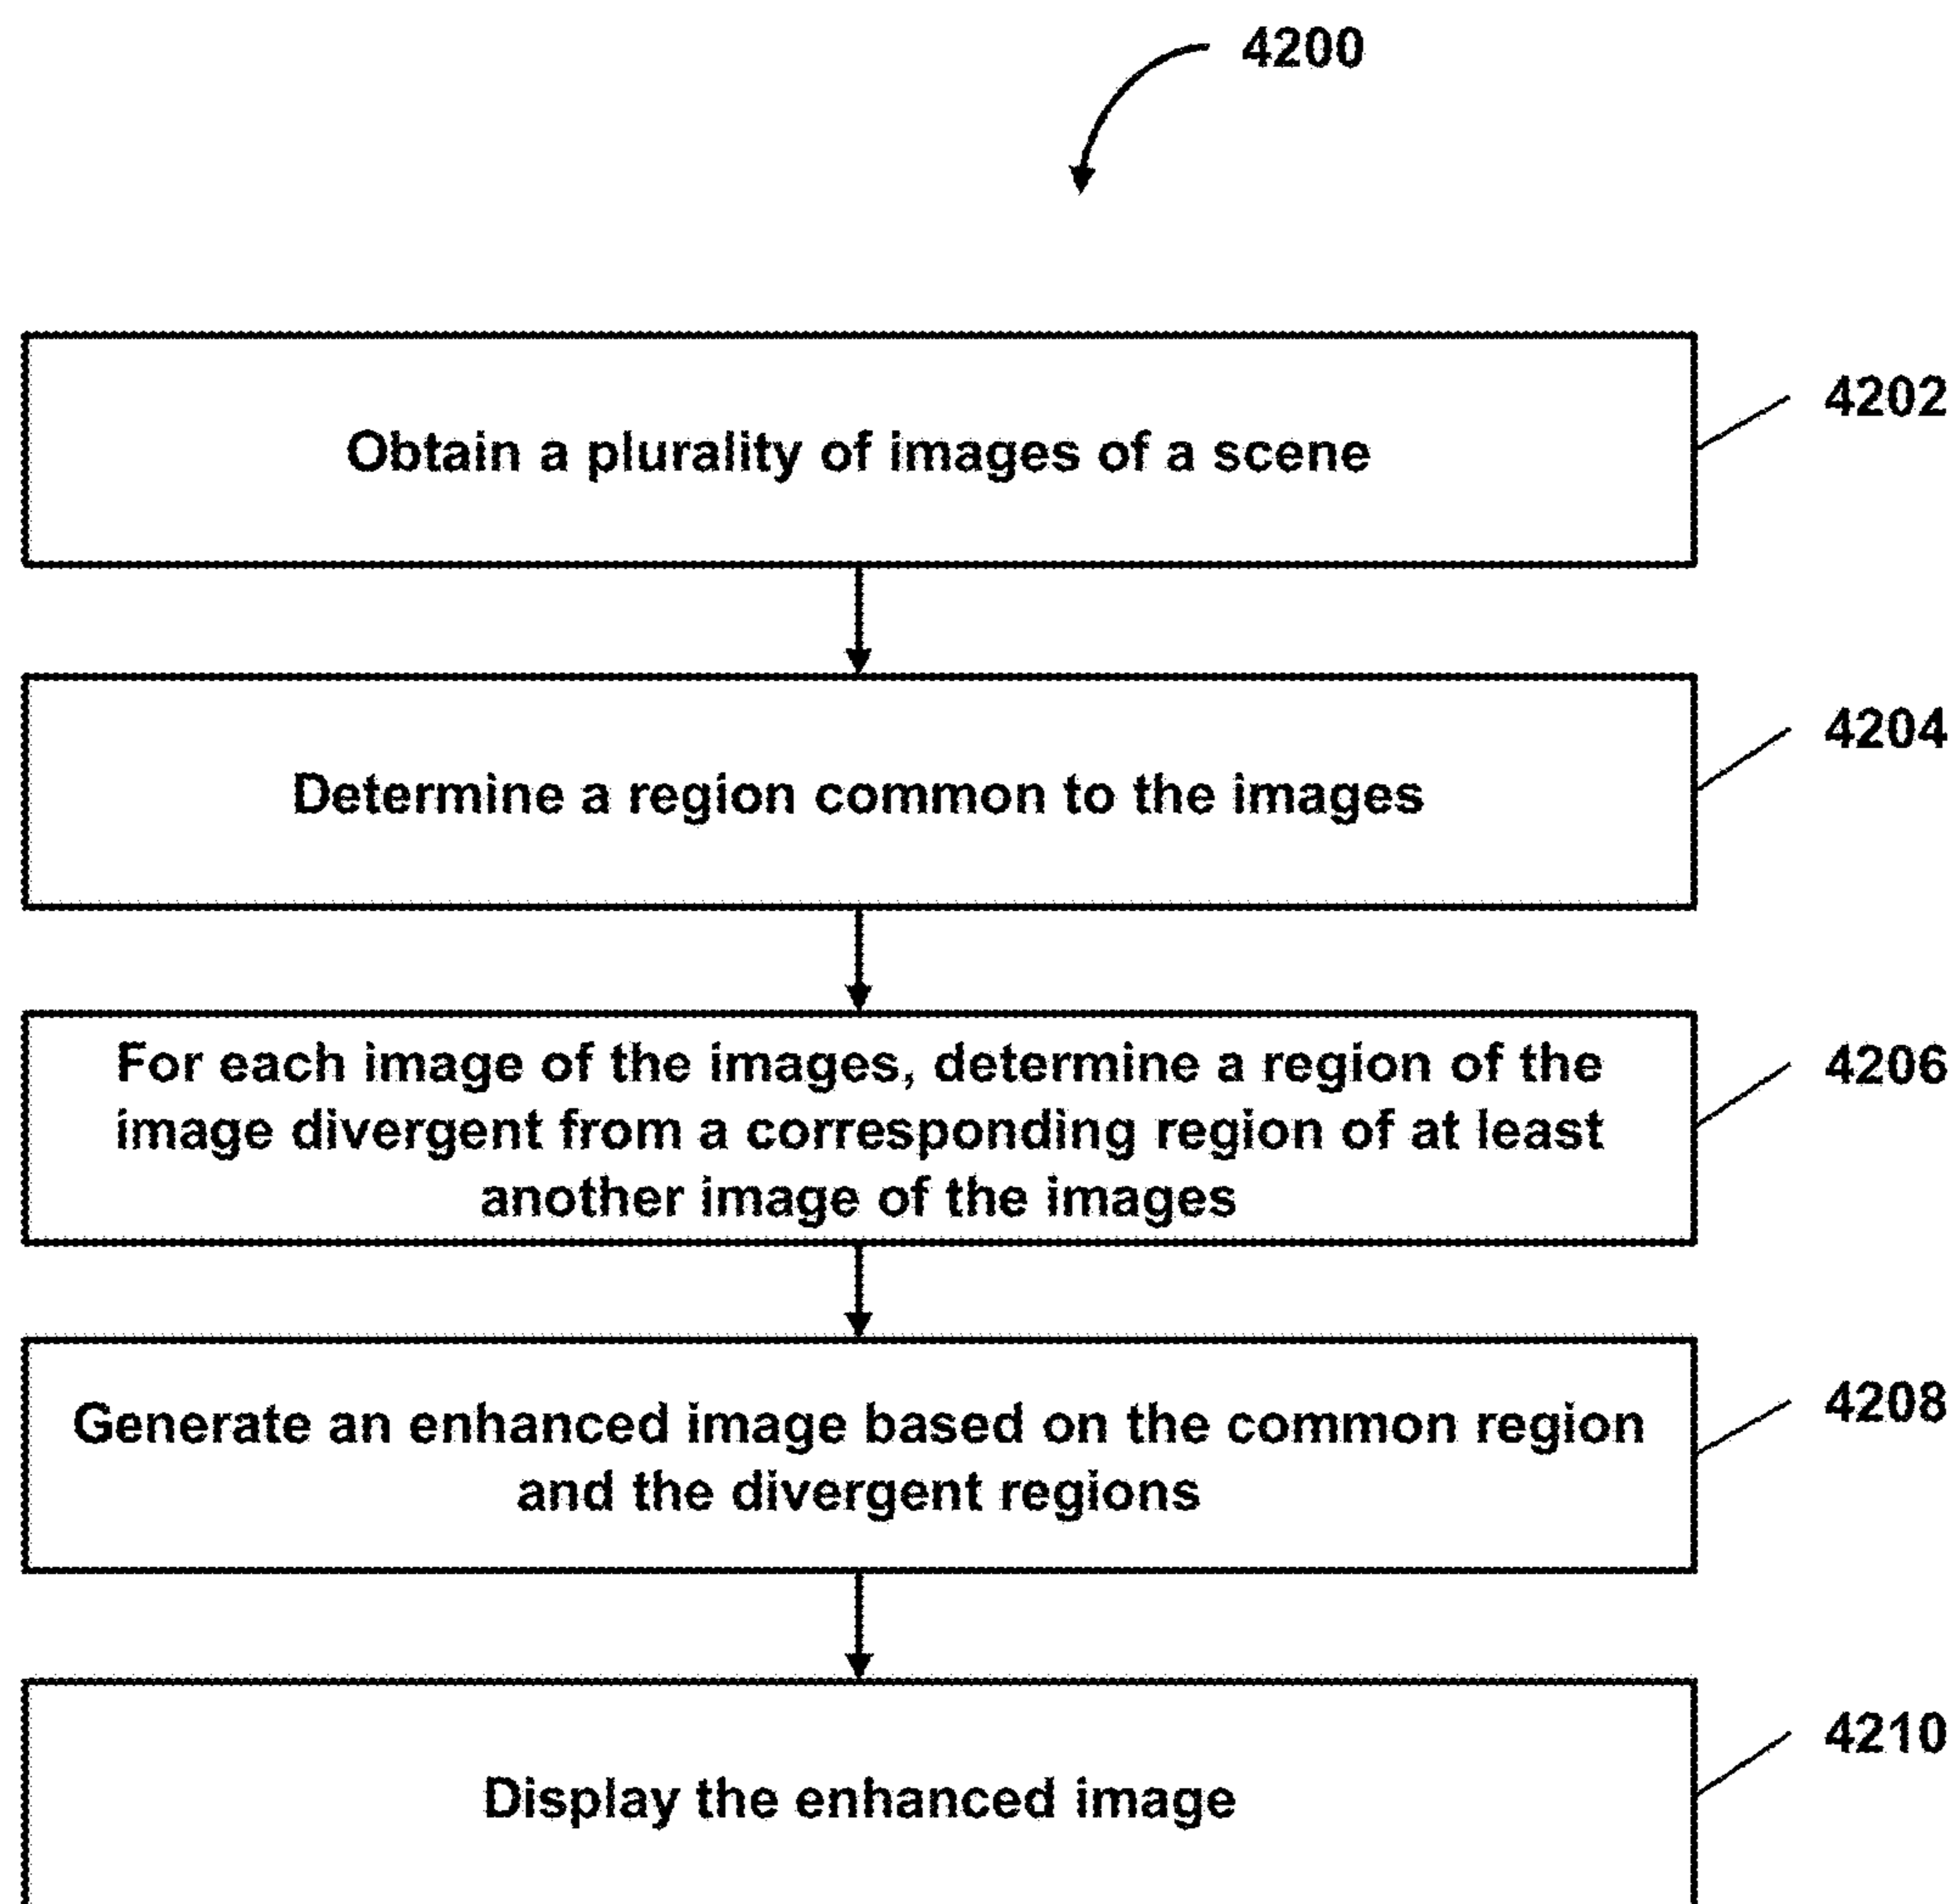 4200
Obtain a plurality of images of a scene
4202
Determine a region common to the images
4204
For each image of the images, determine a region of the
image divergent from a corresponding region of at least
another image of the images
4206
Generate an enhanced image based on the common region
and the divergent regions
4208
Display the enhanced image
4210